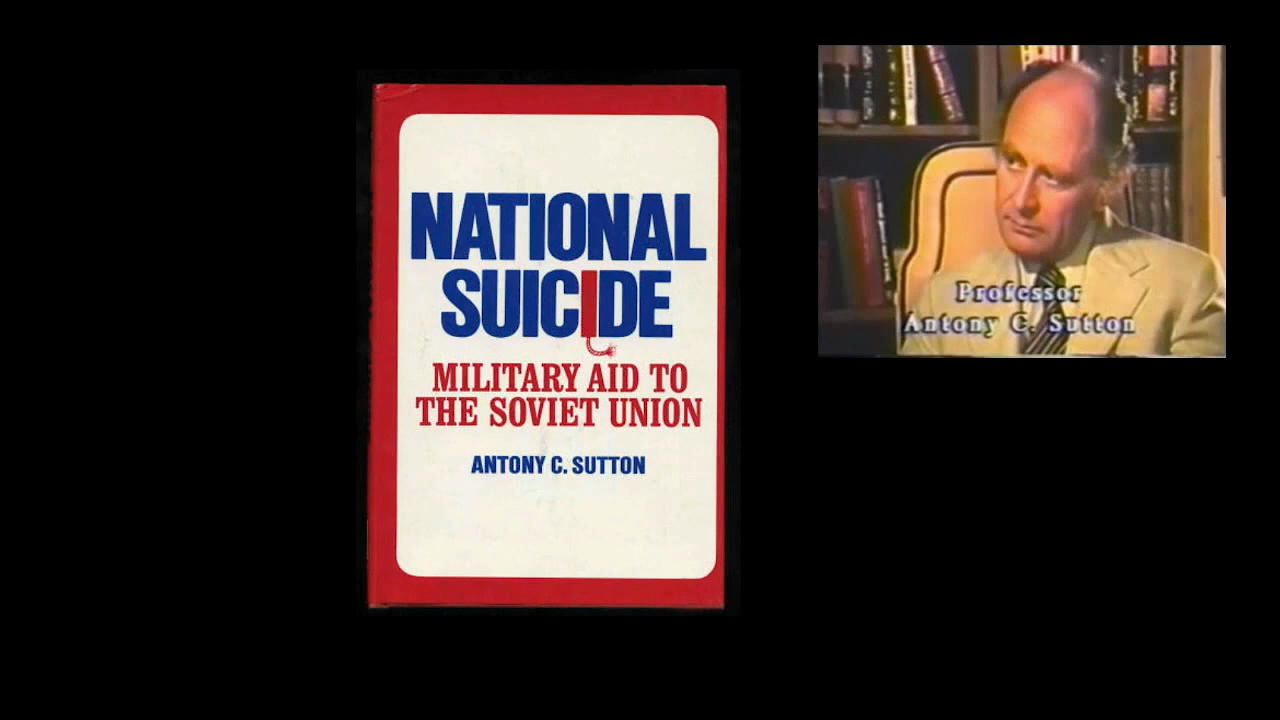 NATIONAL
SUICIDE
MILITARY AID TO
THE SOVIET UNION
ANTONY C. SUTTON
Professor
Antony C. Sutton